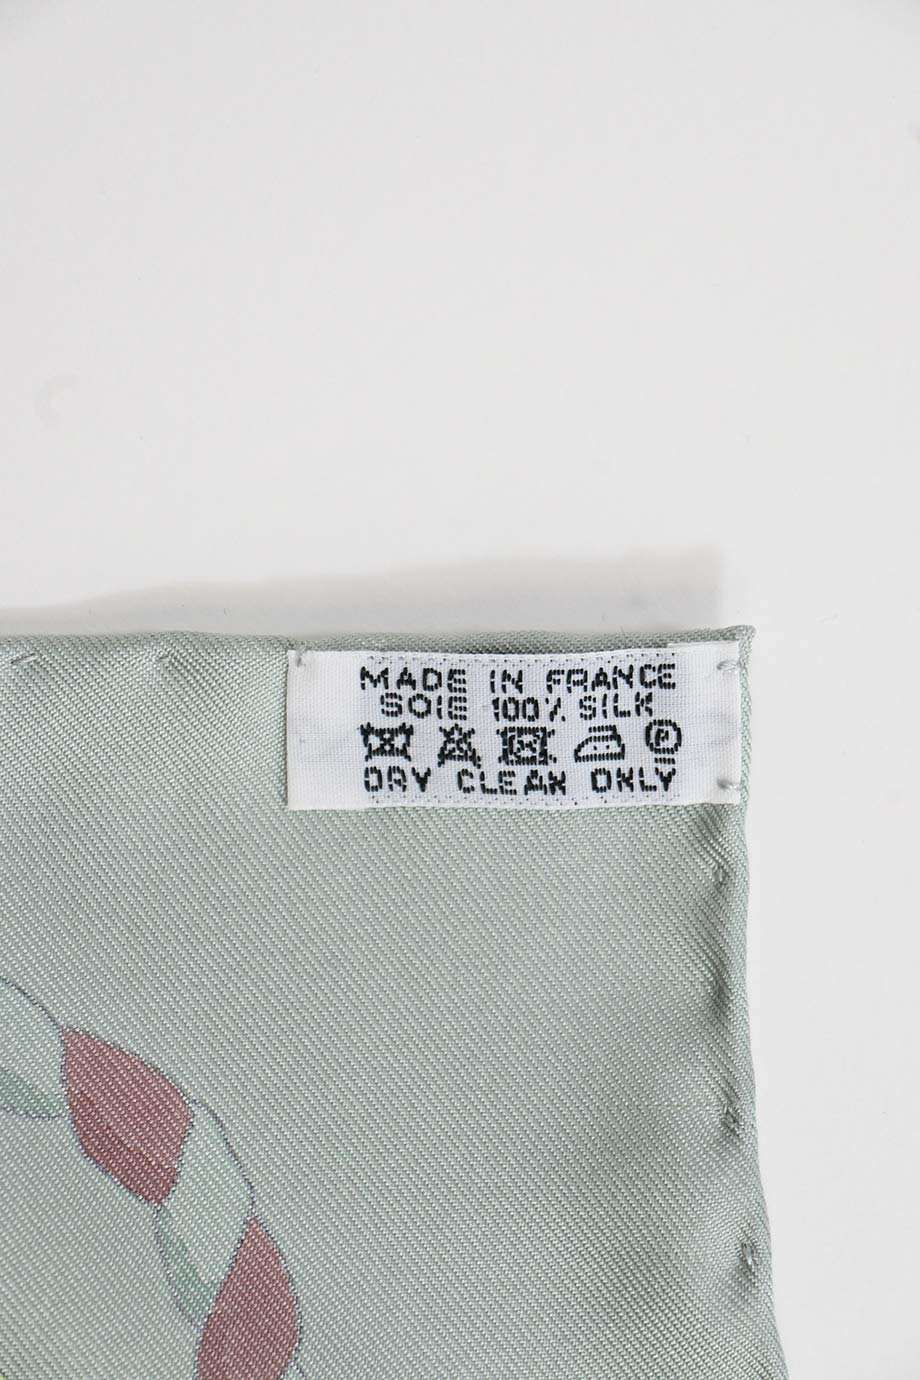 MADE IN FRANCE
SOIE 100% SILK
P
DRY CLEAN ONLY